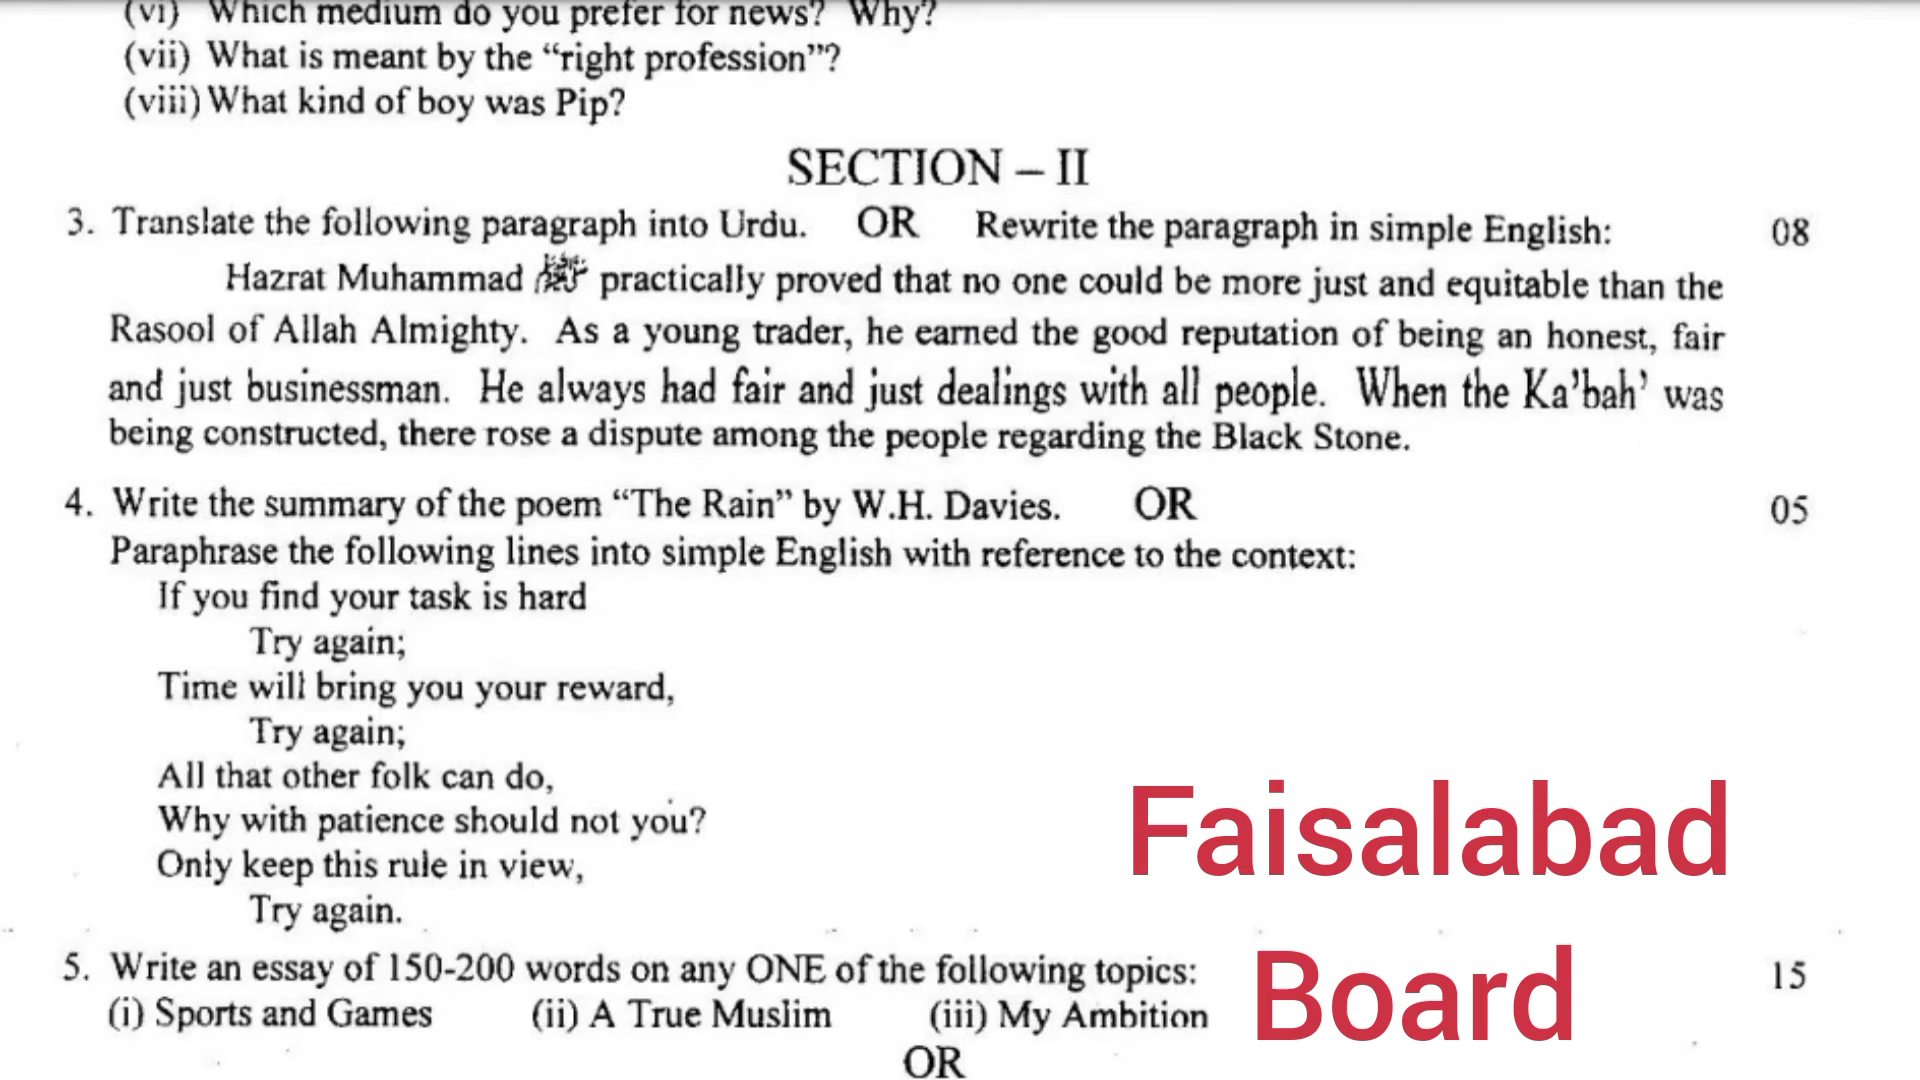 (vi) Which medium do you prefer for news? Why?
(vii) What is meant by the “right profession”?
(viii) What kind of boy was Pip?
SECTION – II
3. Translate the following paragraph into Urdu. OR Rewrite the paragraph in simple English: 08
Hazrat Muhammad ﷺ practically proved that no one could be more just and equitable than the
Rasool of Allah Almighty. As a young trader, he earned the good reputation of being an honest, fair
and just businessman. He always had fair and just dealings with all people. When the Ka’bah’ was
being constructed, there rose a dispute among the people regarding the Black Stone.
4. Write the summary of the poem “The Rain” by W.H. Davies. OR 05
Paraphrase the following lines into simple English with reference to the context:
If you find your task is hard
Try again;
Time will bring you your reward,
Try again;
All that other folk can do,
Why with patience should not you?
Only keep this rule in view,
Try again.
5. Write an essay of 150-200 words on any ONE of the following topics: 15
(i) Sports and Games (ii) A True Muslim (iii) My Ambition
OR
Faisalabad
Board